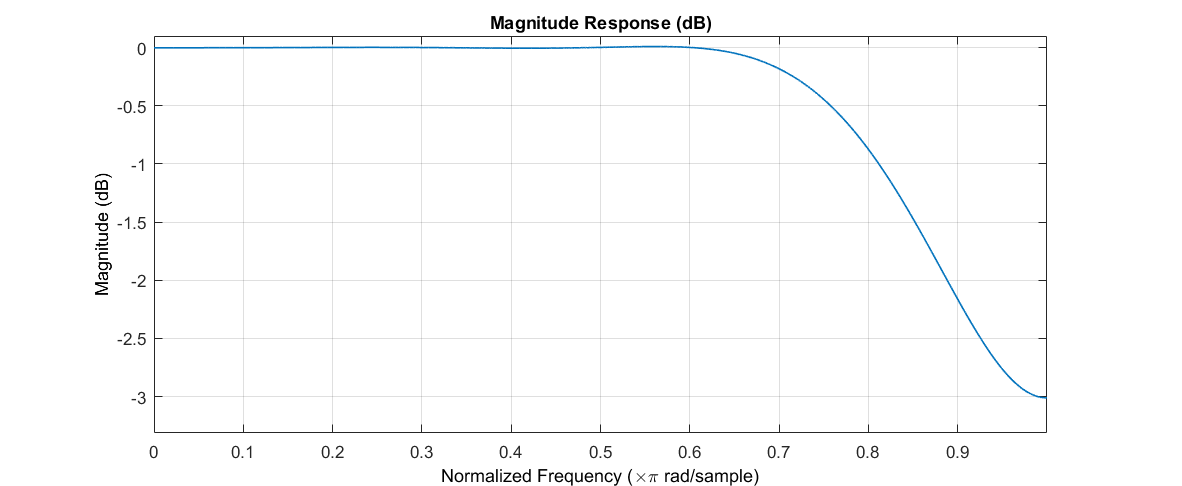 Magnitude Response (dB)
0
-0.5
-1
-1.5
-2
-2.5
-3
Magnitude (dB)
0 0.1 0.2 0.3 0.4 0.5 0.6 0.7 0.8 0.9
Normalized Frequency (×π rad/sample)